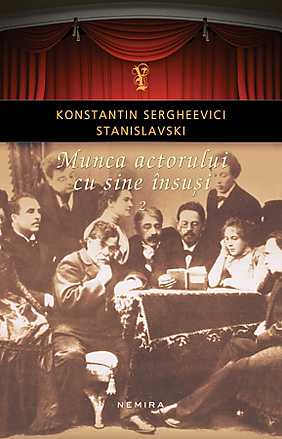 KONSTANTIN SERGHEEVICI
STANISLAVSKI
Munca actorului
cu sine însuși
2
NEMIRA